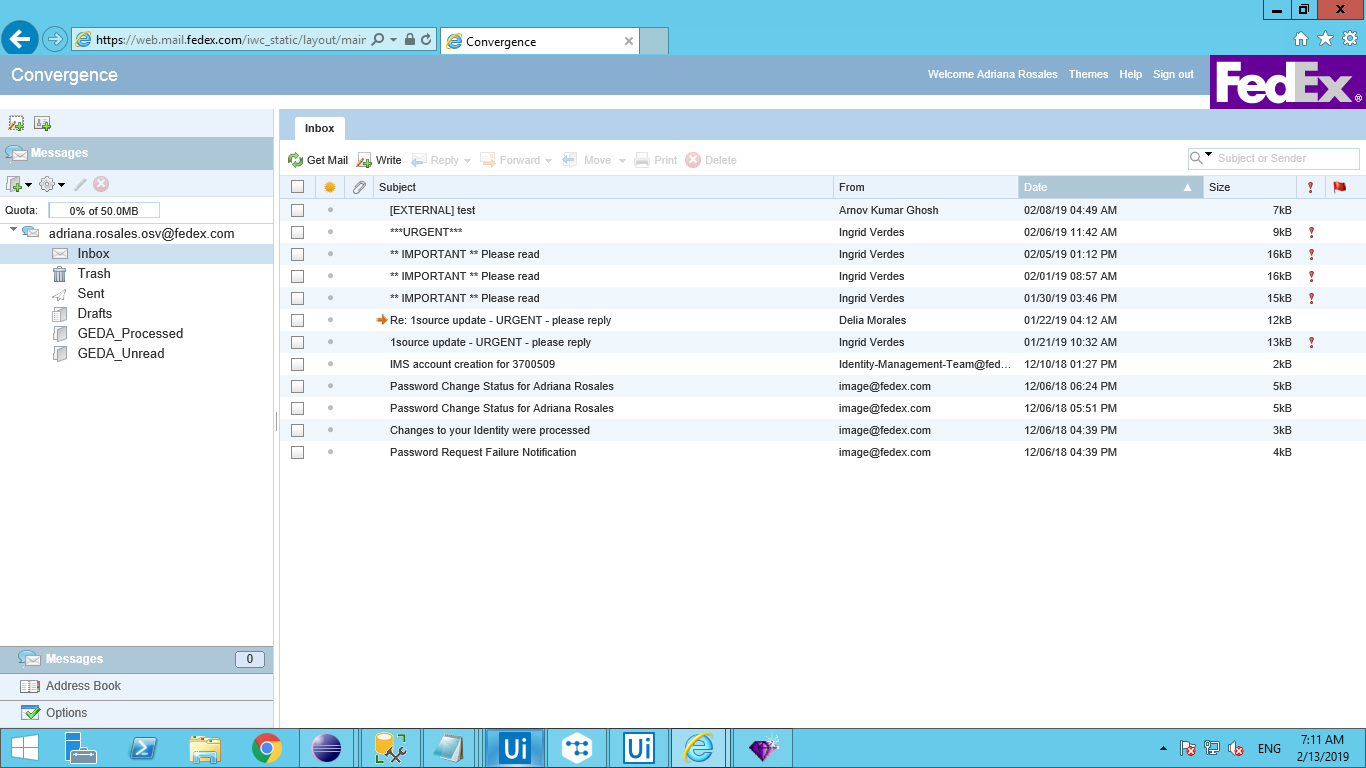 https://web.mail.fedex.com/iwc_static/layout/mair
Convergence
Convergence
Welcome Adriana Rosales Themes Help Sign out
FedEx®
Inbox
Messages
Get Mail Write Reply Forward Move Print Delete Subject or Sender
Subject From Date Size
Quota: 0% of 50.0MB
adriana.rosales.osv@fedex.com
Inbox
Trash
Sent
Drafts
GEDA_Processed
GEDA_Unread
[EXTERNAL] test Arnov Kumar Ghosh 02/08/19 04:49 AM 7kB
***URGENT*** Ingrid Verdes 02/06/19 11:42 AM 9kB
** IMPORTANT ** Please read Ingrid Verdes 02/05/19 01:12 PM 16kB
** IMPORTANT ** Please read Ingrid Verdes 02/01/19 08:57 AM 16kB
** IMPORTANT ** Please read Ingrid Verdes 01/30/19 03:46 PM 15kB
Re: 1source update - URGENT - please reply Delia Morales 01/22/19 04:12 AM 12kB
1source update - URGENT - please reply Ingrid Verdes 01/21/19 10:32 AM 13kB
IMS account creation for 3700509 Identity-Management-Team@fed... 12/10/18 01:27 PM 2kB
Password Change Status for Adriana Rosales image@fedex.com 12/06/18 06:24 PM 5kB
Password Change Status for Adriana Rosales image@fedex.com 12/06/18 05:51 PM 5kB
Changes to your Identity were processed image@fedex.com 12/06/18 04:39 PM 3kB
Password Request Failure Notification image@fedex.com 12/06/18 04:39 PM 4kB
Messages 0
Address Book
Options
Ui
Ui
ENG
7:11 AM
2/13/2019